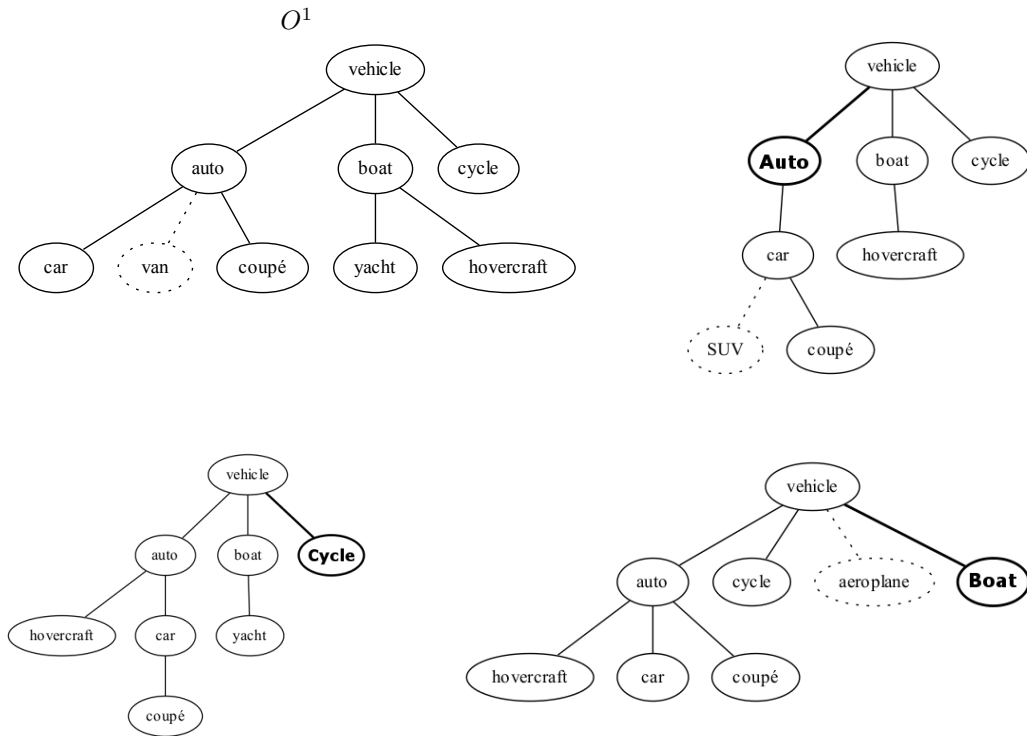 O¹
vehicle
auto boat cycle
car van coupé yacht hovercraft
vehicle
Auto boat cycle
car hovercraft
SUV coupé
vehicle
auto boat Cycle
hovercraft car yacht
coupé
vehicle
auto cycle aeroplane Boat
hovercraft car coupé